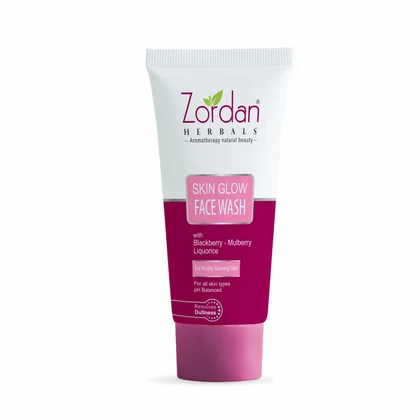 Zordan®
HERBALS
– Aromatherapy natural beauty –
SKIN GLOW
FACE WASH
with
Blackberry - Mulberry
Liquorice
For Visibly Glowing Skin
For all skin types
pH Balanced
Removes
Dullness